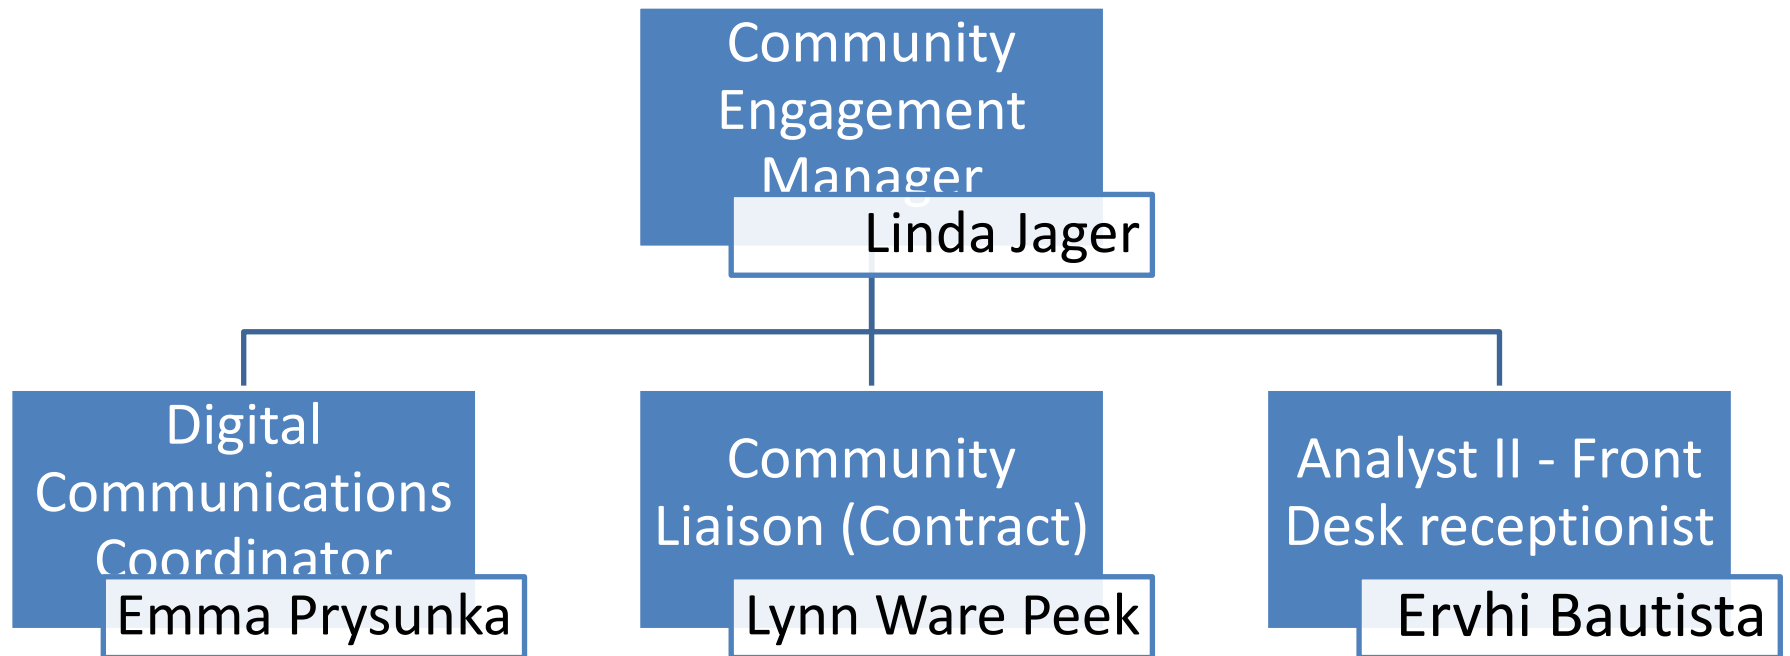 Community
Engagement
Manager
Linda Jager
Digital
Communications
Coordinator
Emma Prysunka
Community
Liaison (Contract)
Lynn Ware Peek
Analyst II - Front
Desk receptionist
Ervhi Bautista